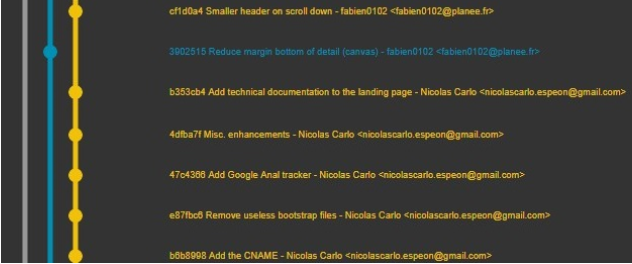 cf1d0a4 Smaller header on scroll down - fabien0102 <fabien0102@planee.fr>
3902515 Reduce margin bottom of detail (canvas) - fabien0102 <fabien0102@planee.fr>
b353cb4 Add technical documentation to the landing page - Nicolas Carlo <nicolascarlo.espeon@gmail.com>
4dfba7f Misc. enhancements - Nicolas Carlo <nicolascarlo.espeon@gmail.com>
47c4366 Add Google Anal tracker - Nicolas Carlo <nicolascarlo.espeon@gmail.com>
e87fbc6 Remove useless bootstrap files - Nicolas Carlo <nicolascarlo.espeon@gmail.com>
b6b8998 Add the CNAME - Nicolas Carlo <nicolascarlo.espeon@gmail.com>